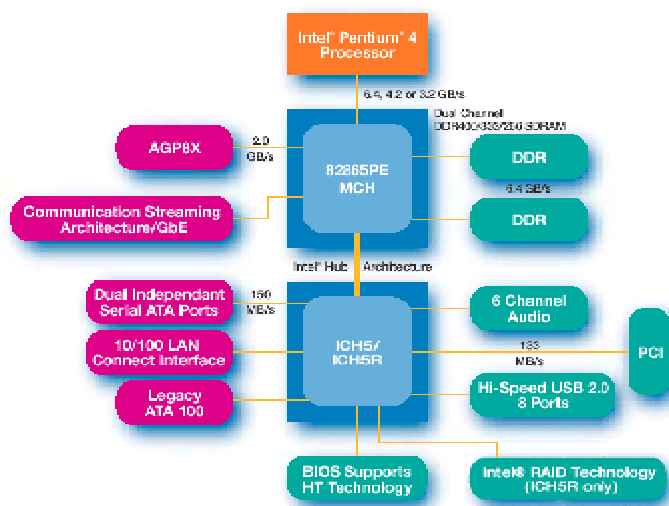 Intel® Pentium® 4
Processor
6.4, 4.2 or 3.2 GB/s
Dual Channel
DDR400/333/266 SDRAM
AGP8X
2.0
GB/s
82865PE
MCH
DDR
6.4 GB/s
DDR
Communication Streaming
Architecture/GbE
Intel® Hub Architecture
Dual Independant
Serial ATA Ports
150
MB/s
6 Channel
Audio
10/100 LAN
Connect Interface
ICH5/
ICH5R
133
MB/s
PCI
Legacy
ATA 100
Hi-Speed USB 2.0
8 Ports
BIOS Supports
HT Technology
Intel® RAID Technology
(ICH5R only)